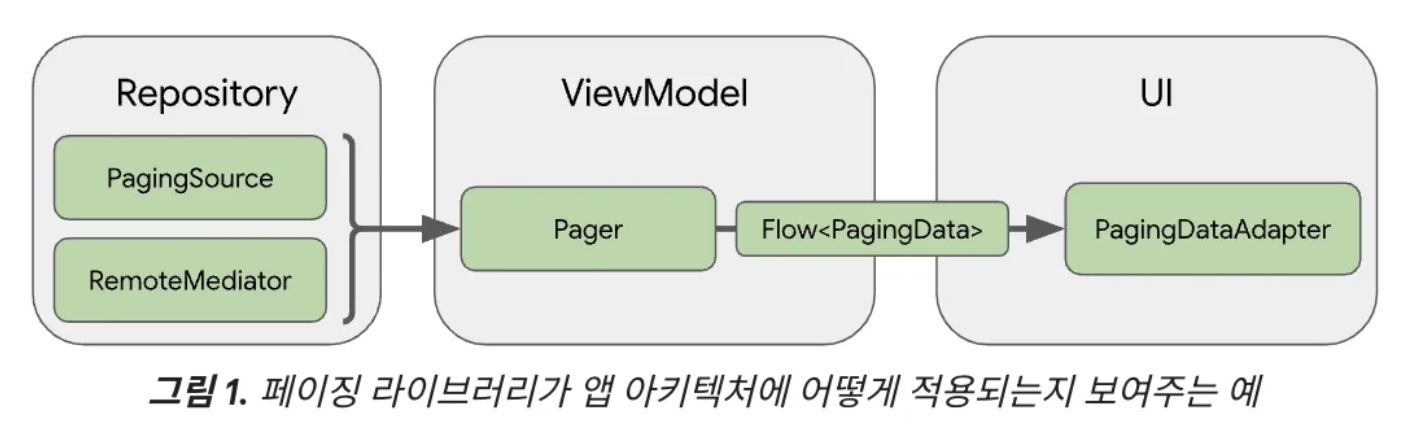 Repository
PagingSource
RemoteMediator
ViewModel
Pager
Flow<PagingData>
UI
PagingDataAdapter
그림 1. 페이징 라이브러리가 앱 아키텍처에 어떻게 적용되는지 보여주는 예